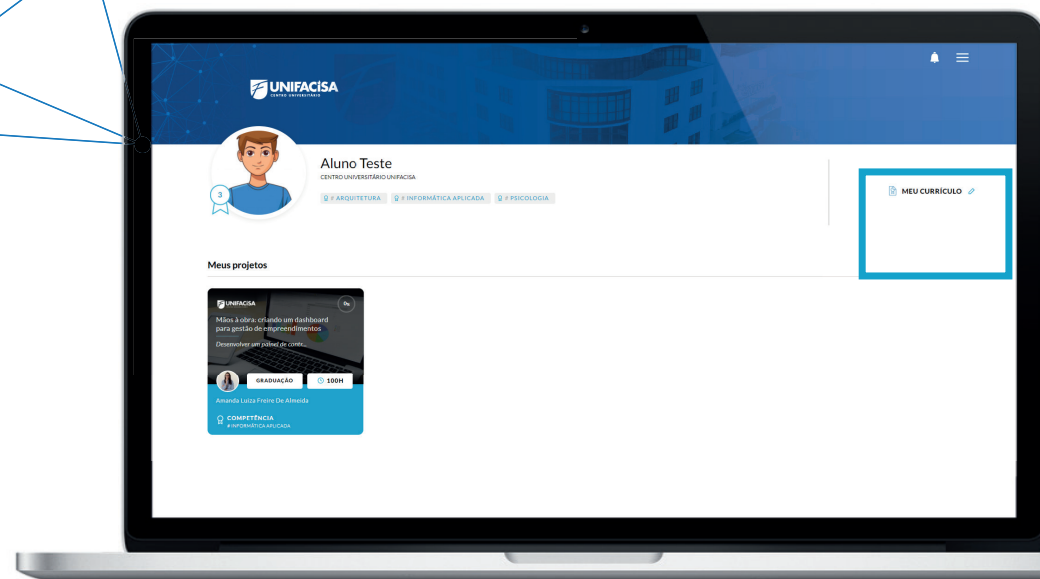 UNIFACISA
CENTRO UNIVERSITÁRIO
Aluno Teste
CENTRO UNIVERSITÁRIO UNIFACISA
3
# ARQUITETURA # INFORMÁTICA APLICADA # PSICOLOGIA
MEU CURRÍCULO
Meus projetos
UNIFACISA
0%
Mãos à obra: criando um dashboard
para gestão de empreendimentos
Desenvolver um painel de contr...
GRADUAÇÃO 100H
Amanda Luiza Freire De Almeida
COMPETÊNCIA
# INFORMÁTICA APLICADA